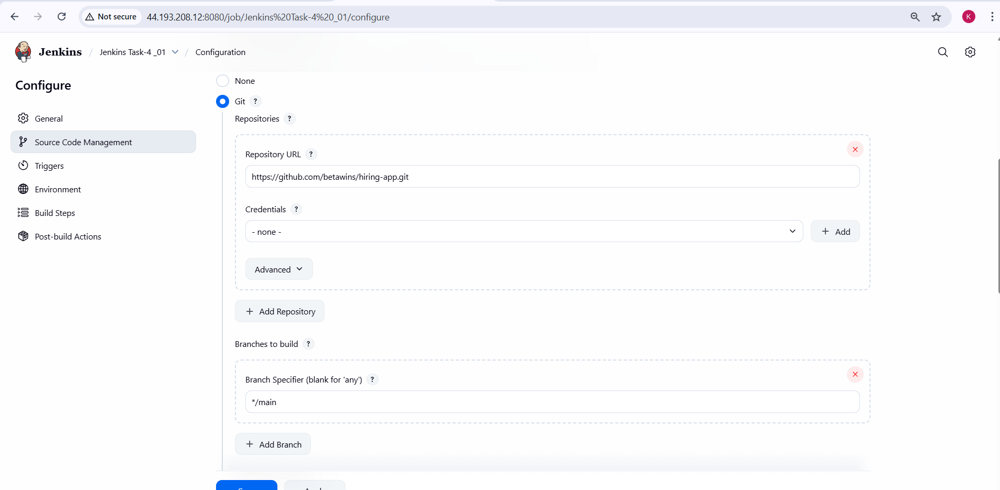 Not secure 44.193.208.12:8080/job/Jenkins%20Task-4%20_01/configure K
Jenkins / Jenkins Task-4 _01 / Configuration
Configure
General
Source Code Management
Triggers
Environment
Build Steps
Post-build Actions
None
Git ?
Repositories ?
Repository URL ?
https://github.com/betawins/hiring-app.git
Credentials ?
- none -
+ Add
Advanced
+ Add Repository
Branches to build ?
Branch Specifier (blank for 'any') ?
*/main
+ Add Branch